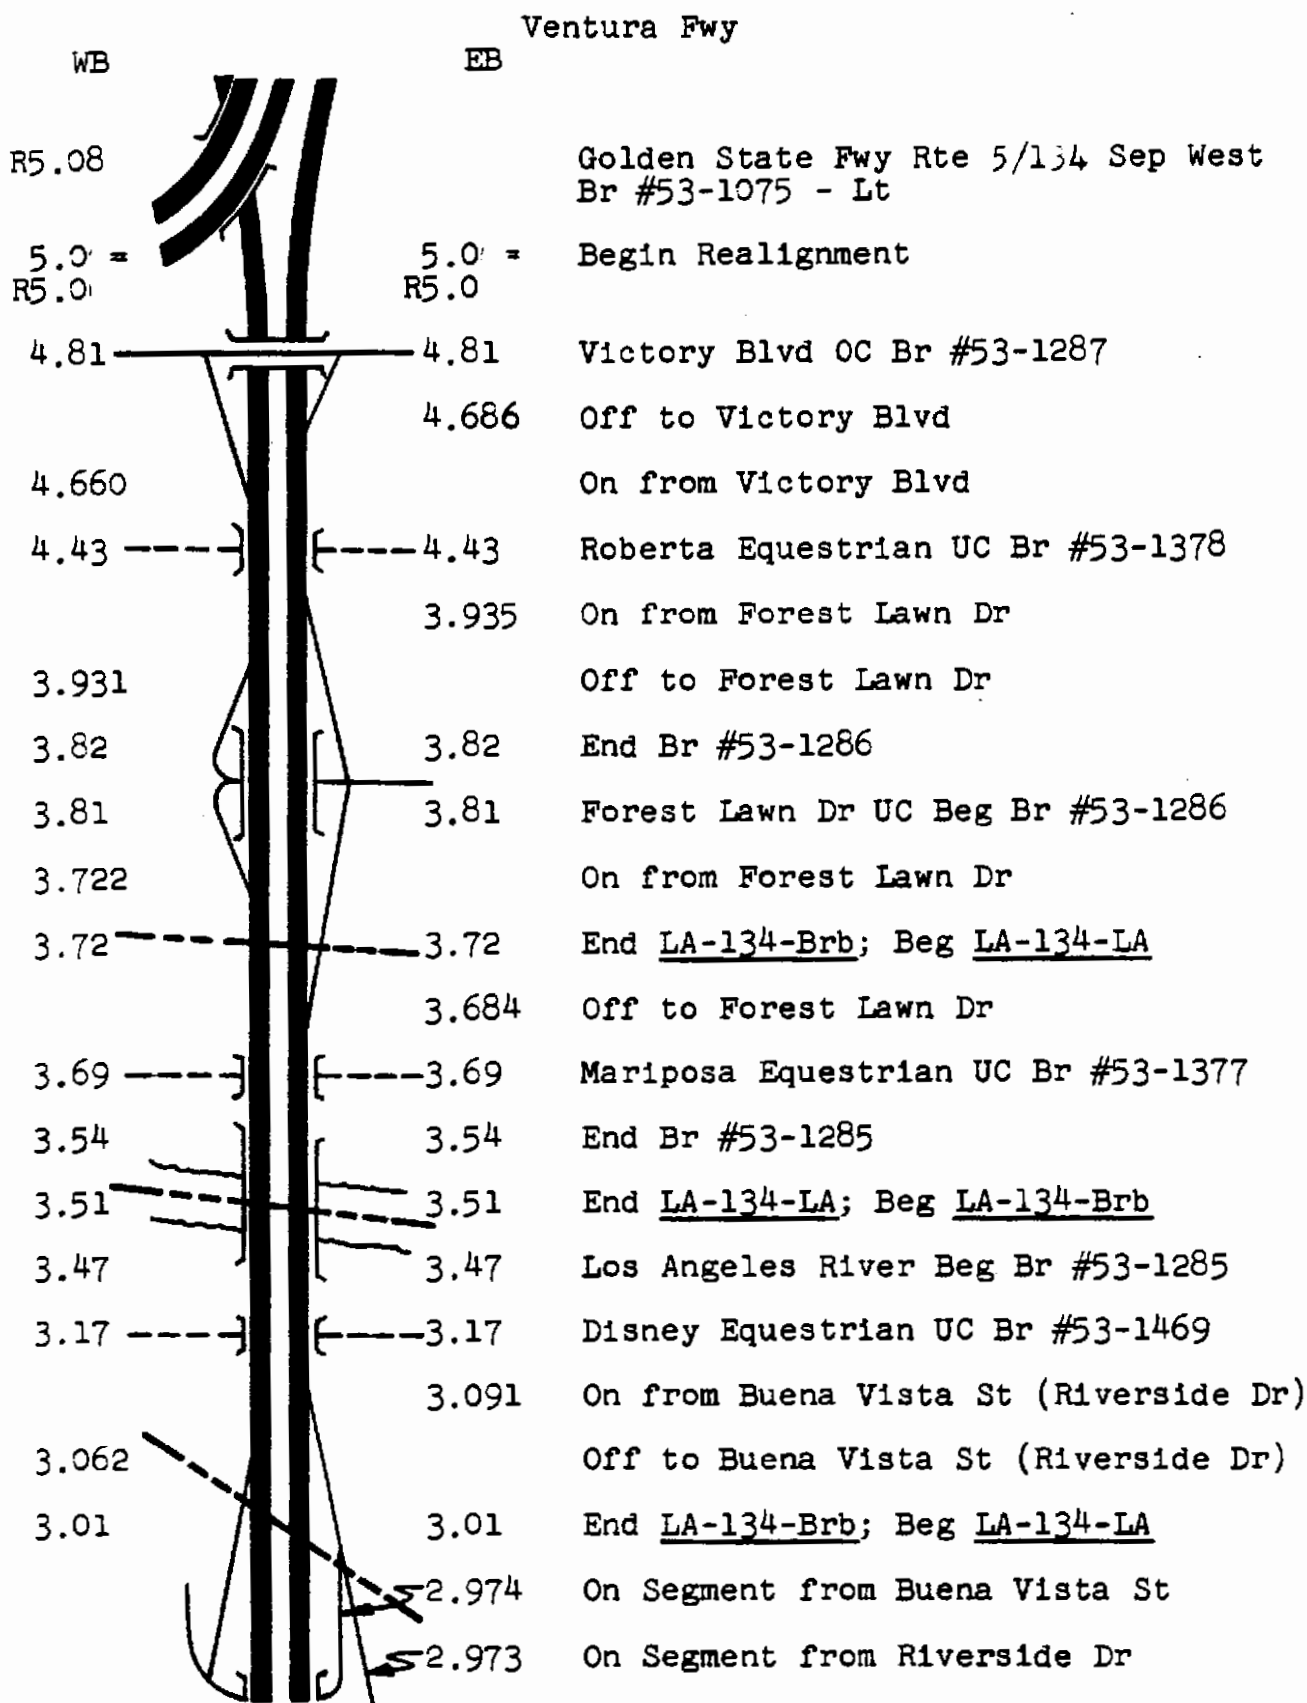 Ventura Fwy
WB EB
R5.08 Golden State Fwy Rte 5/134 Sep West
Br #53-1075 - Lt
5.0 = 5.0 = Begin Realignment
R5.0 R5.0
4.81 4.81 Victory Blvd OC Br #53-1287
4.686 Off to Victory Blvd
4.660 On from Victory Blvd
4.43 4.43 Roberta Equestrian UC Br #53-1378
3.935 On from Forest Lawn Dr
3.931 Off to Forest Lawn Dr
3.82 3.82 End Br #53-1286
3.81 3.81 Forest Lawn Dr UC Beg Br #53-1286
3.722 On from Forest Lawn Dr
3.72 3.72 End LA-134-Brb; Beg LA-134-LA
3.684 Off to Forest Lawn Dr
3.69 3.69 Mariposa Equestrian UC Br #53-1377
3.54 3.54 End Br #53-1285
3.51 3.51 End LA-134-LA; Beg LA-134-Brb
3.47 3.47 Los Angeles River Beg Br #53-1285
3.17 3.17 Disney Equestrian UC Br #53-1469
3.091 On from Buena Vista St (Riverside Dr)
3.062 Off to Buena Vista St (Riverside Dr)
3.01 3.01 End LA-134-Brb; Beg LA-134-LA
2.974 On Segment from Buena Vista St
2.973 On Segment from Riverside Dr